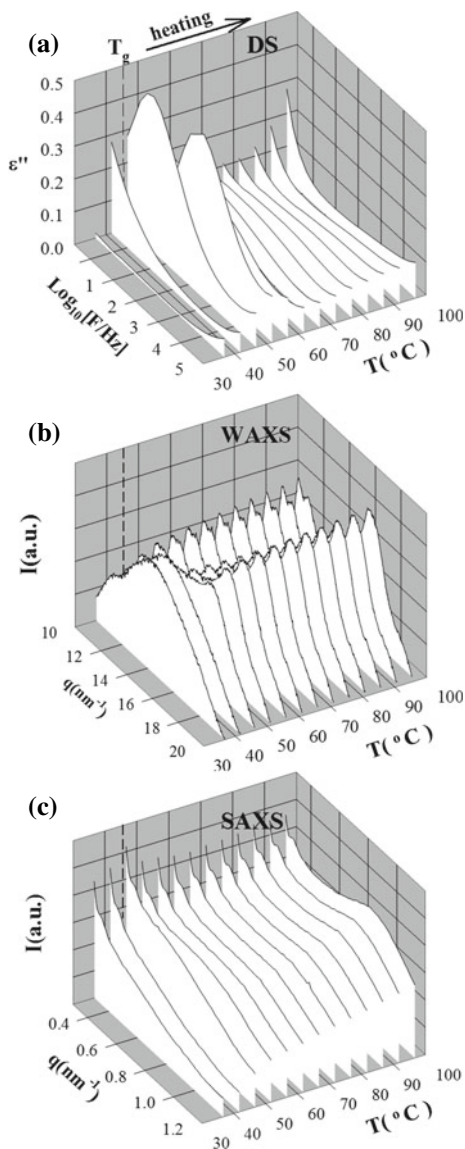 (a)
T_g
heating
DS
0.5
0.4
0.3
0.2
0.1
0.0
ε"
1
2
3
4
5
Log₁₀[F/Hz]
30
40
50
60
70
80
90
100
T(°C)
(b)
WAXS
I(a.u.)
10
12
14
16
18
20
q(nm⁻¹)
30
40
50
60
70
80
90
100
T(°C)
(c)
SAXS
I(a.u.)
0.4
0.6
0.8
1.0
1.2
q(nm⁻¹)
30
40
50
60
70
80
90
100
T(°C)